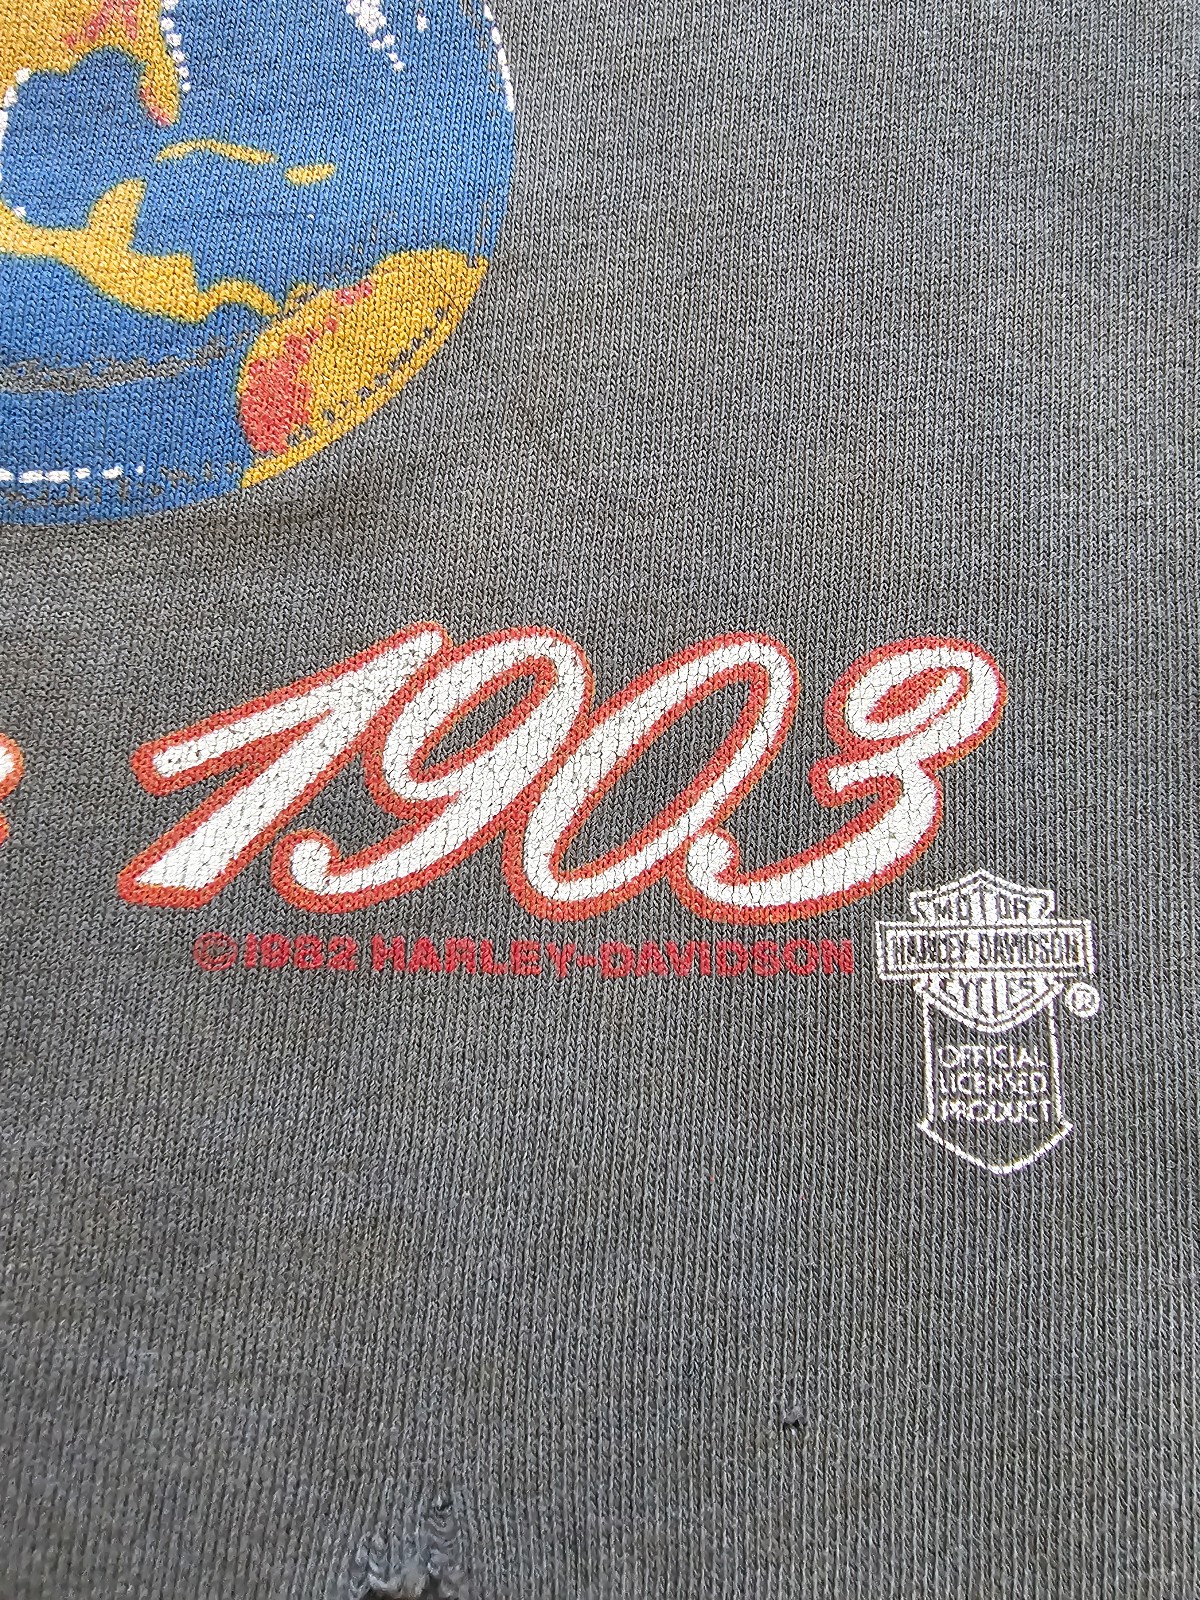 1903
©1982 HARLEY-DAVIDSON
MOTOR
HARLEY-DAVIDSON
CYCLES
®
OFFICIAL
LICENSED
PRODUCT